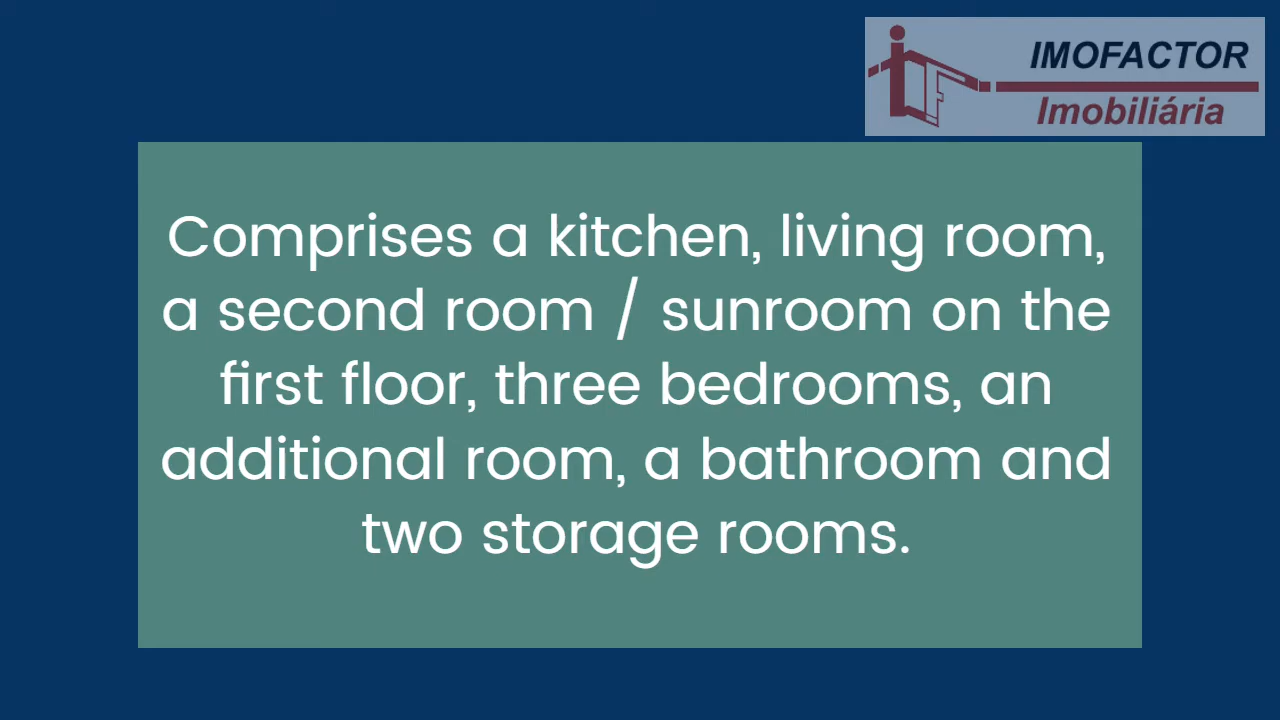 IMOFACTOR
Imobiliária
Comprises a kitchen, living room,
a second room / sunroom on the
first floor, three bedrooms, an
additional room, a bathroom and
two storage rooms.